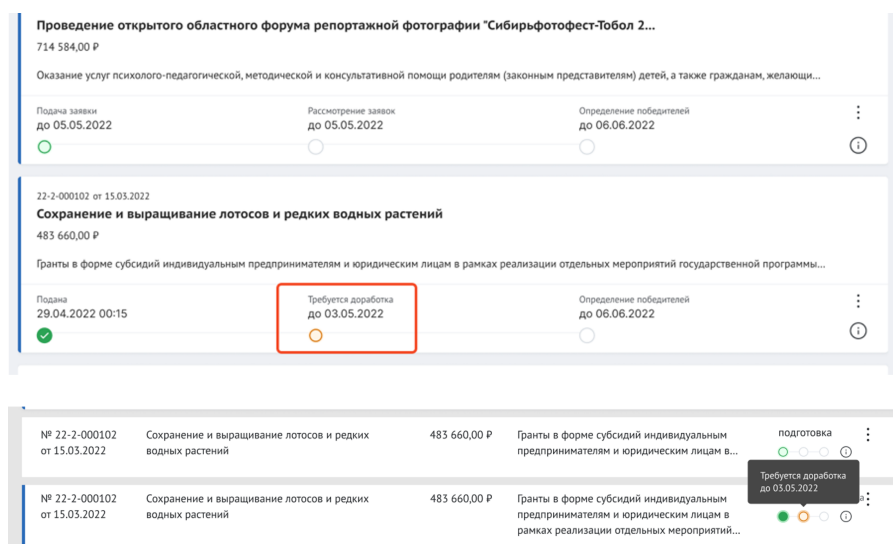 Проведение открытого областного форума репортажной фотографии "Сибирьфотофест-Тобол 2...
714 584,00 ₽
Оказание услуг психолого-педагогической, методической и консультативной помощи родителям (законным представителям) детей, а также гражданам, желающи...
Подача заявки Рассмотрение заявок Определение победителей
до 05.05.2022 до 05.05.2022 до 06.06.2022
22-2-000102 от 15.03.2022
Сохранение и выращивание лотосов и редких водных растений
483 660,00 ₽
Гранты в форме субсидий индивидуальным предпринимателям и юридическим лицам в рамках реализации отдельных мероприятий государственной программы...
Подана Требуется доработка Определение победителей
29.04.2022 00:15 до 03.05.2022 до 06.06.2022
№ 22-2-000102 Сохранение и выращивание лотосов и редких 483 660,00 ₽ Гранты в форме субсидий индивидуальным подготовка
от 15.03.2022 водных растений предпринимателям и юридическим лицам в...
Требуется доработка
до 03.05.2022
№ 22-2-000102 Сохранение и выращивание лотосов и редких 483 660,00 ₽ Гранты в форме субсидий индивидуальным
от 15.03.2022 водных растений предпринимателям и юридическим лицам в
рамках реализации отдельных мероприятий...